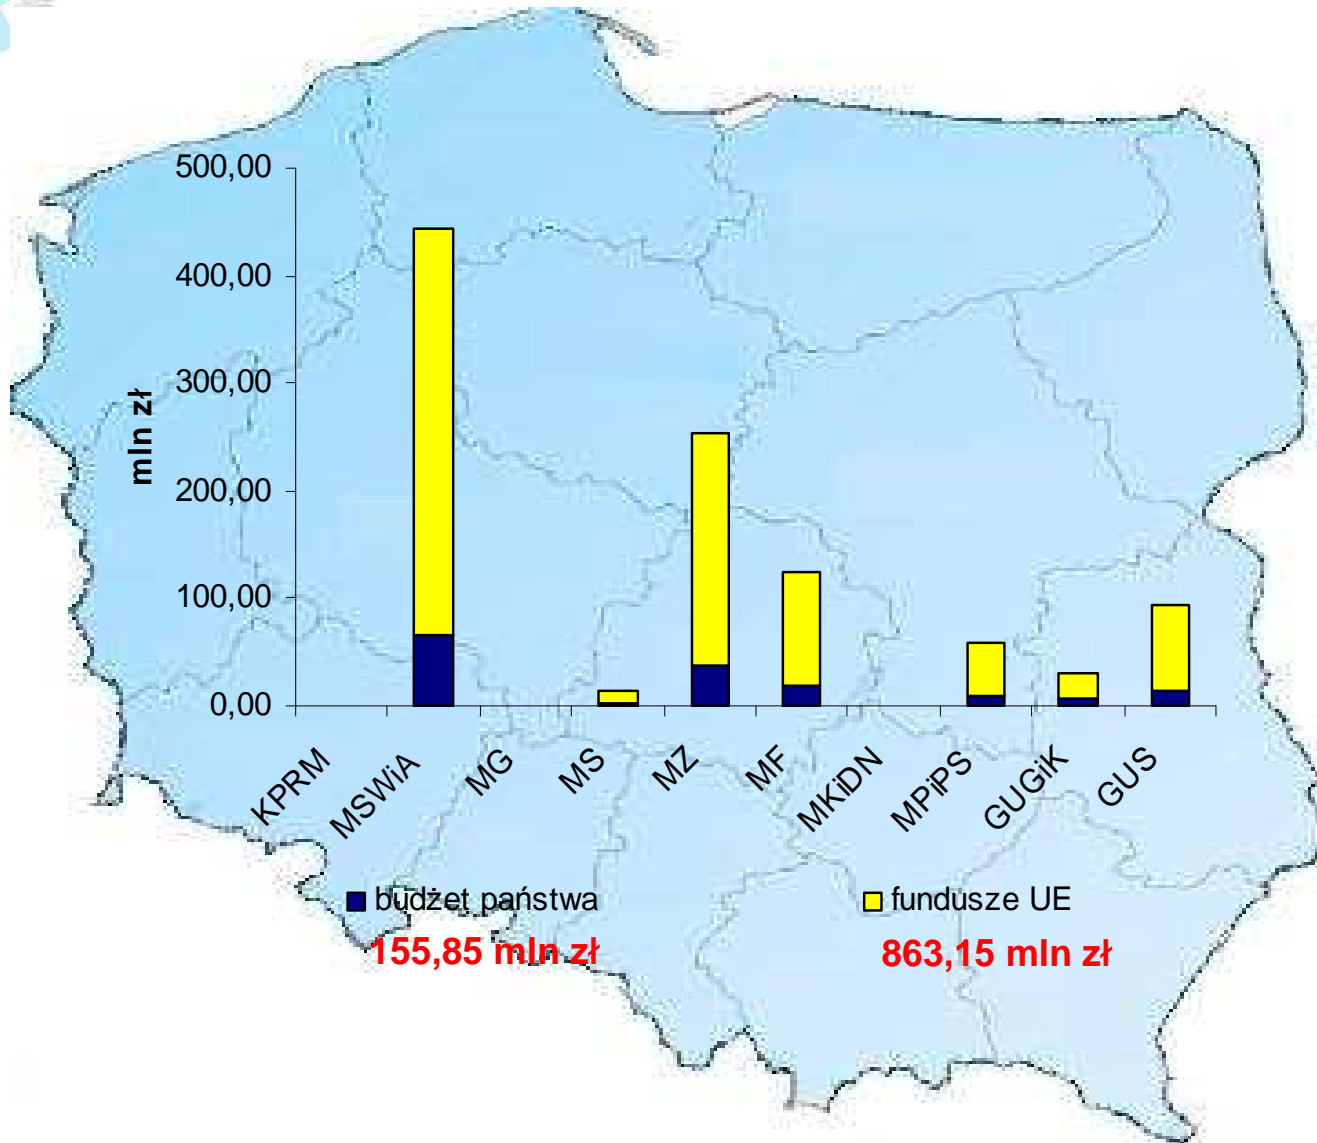 500,00
400,00
300,00
200,00
100,00
0,00
mln zł
KPRM
MSWiA
MG
MS
MZ
MF
MKiDN
MPiPS
GUGiK
GUS
budżet państwa
fundusze UE
155,85 mln zł
863,15 mln zł